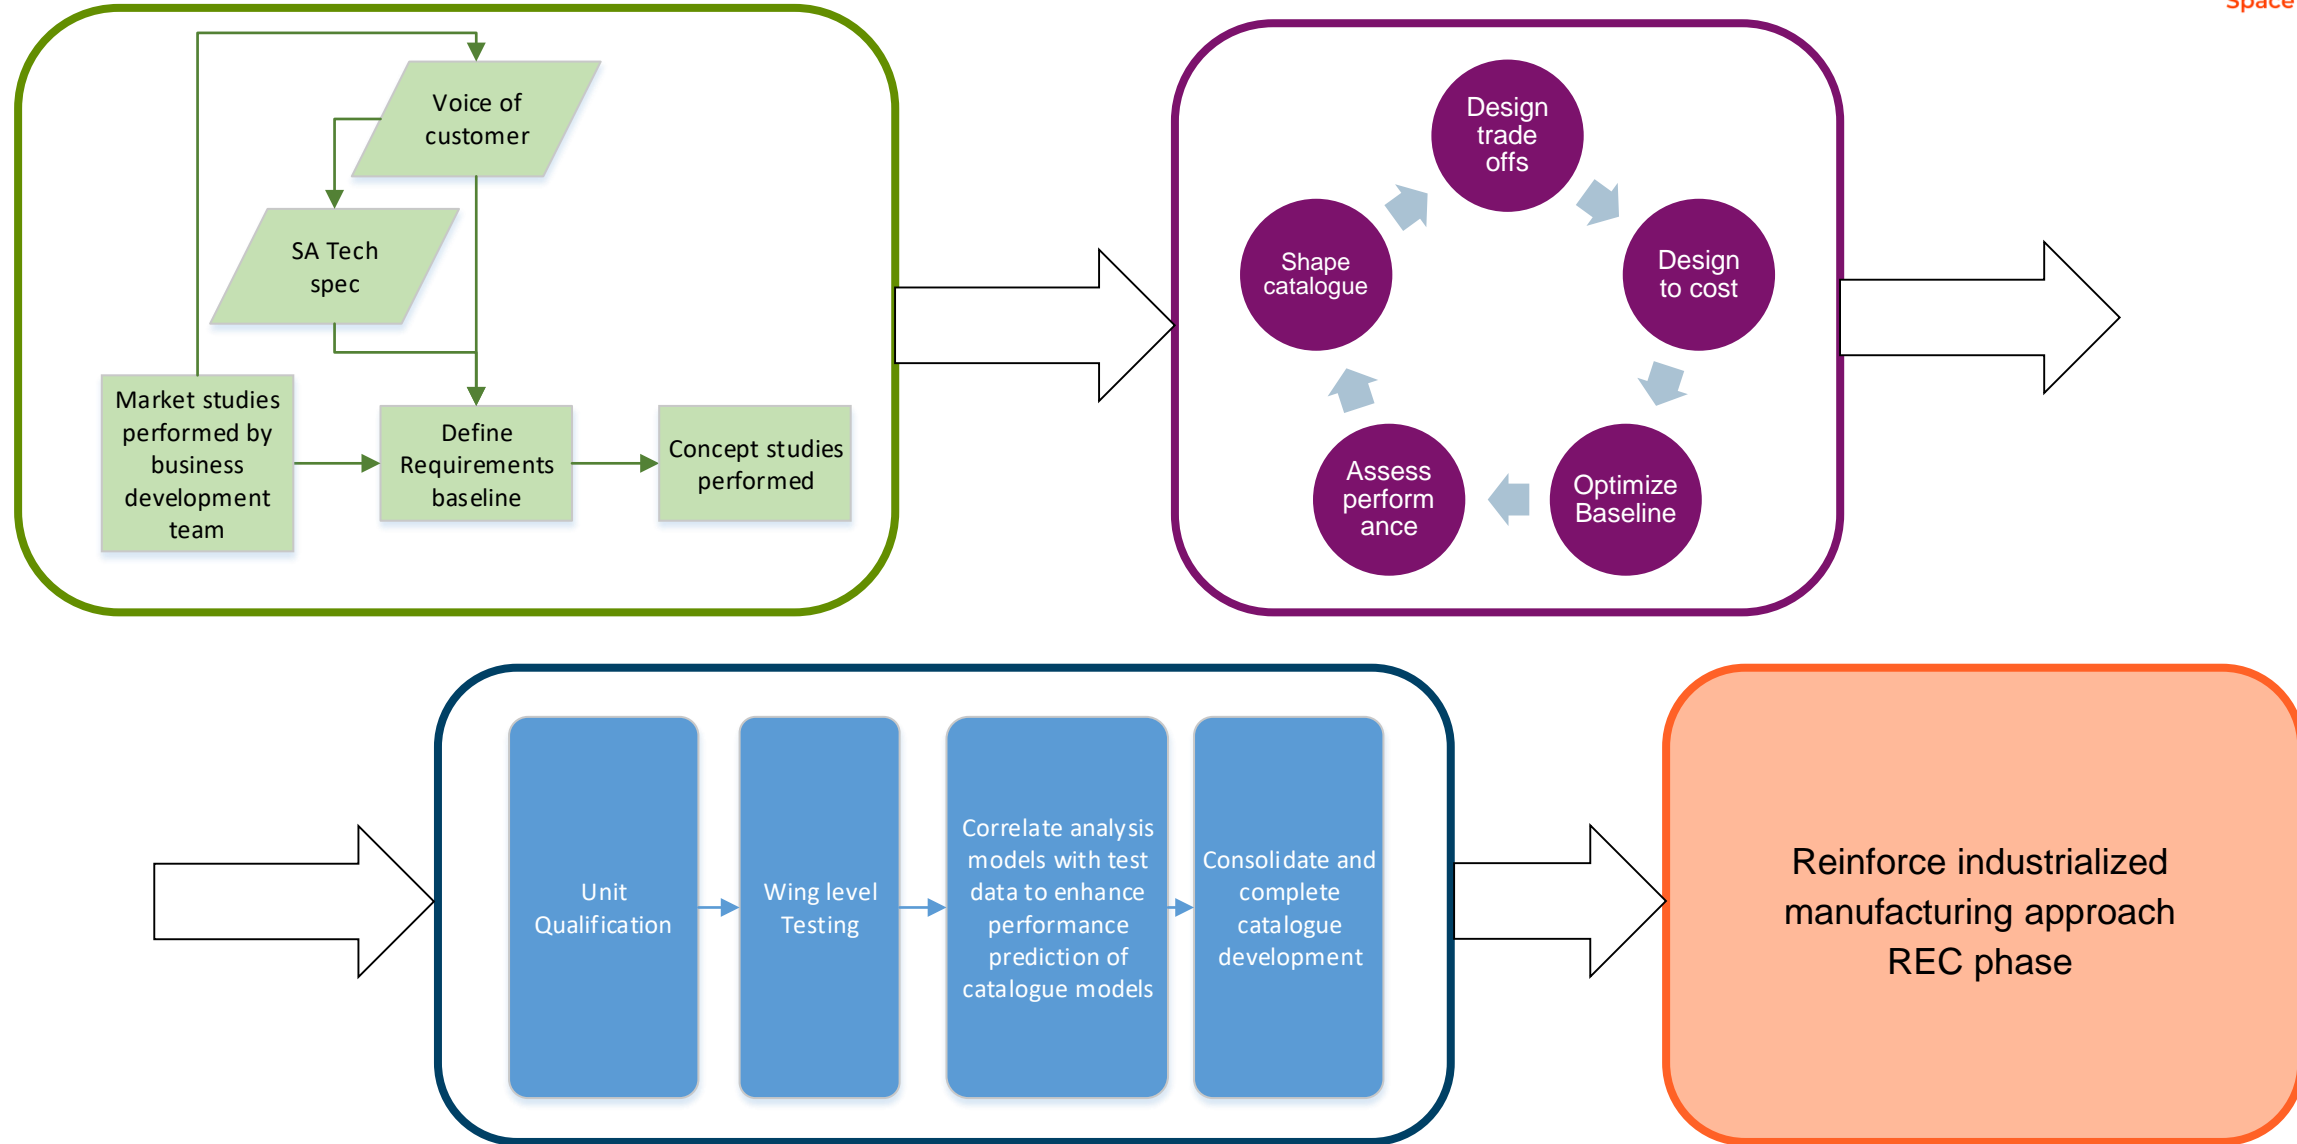 Space
Voice of
customer
SA Tech
spec
Market studies
performed by
business
development
team
Define
Requirements
baseline
Concept studies
performed
Design
trade
offs
Design
to cost
Optimize
Baseline
Assess
perform
ance
Shape
catalogue
Unit
Qualification
Wing level
Testing
Correlate analysis
models with test
data to enhance
performance
prediction of
catalogue models
Consolidate and
complete
catalogue
development
Reinforce industrialized
manufacturing approach
REC phase